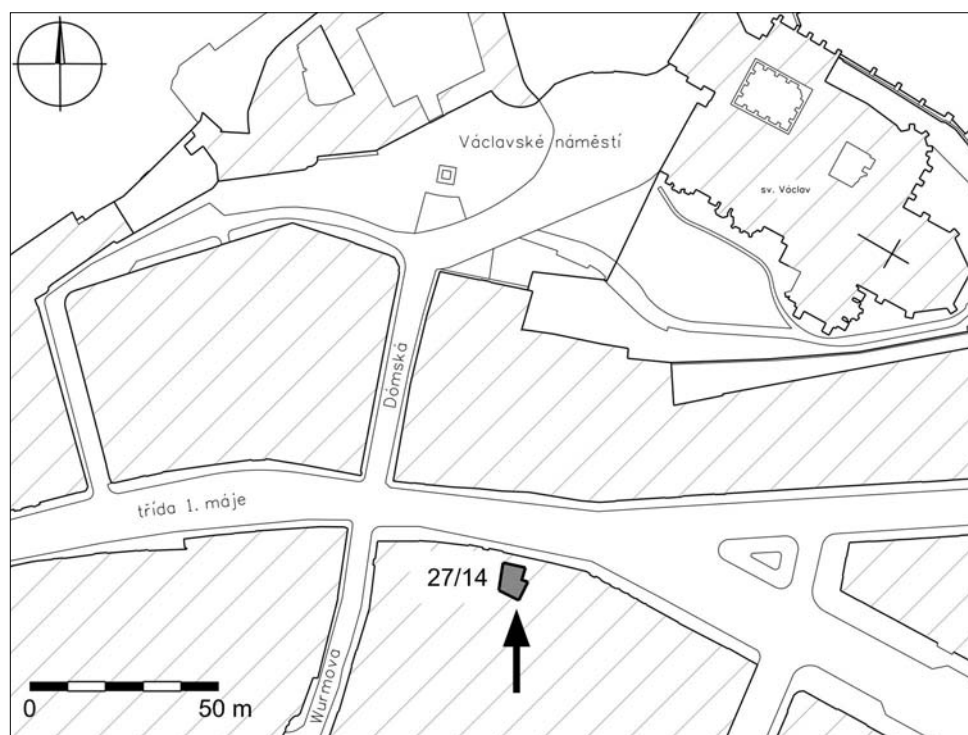 Václavské náměstí
sv. Václav
Dómská
třída 1. máje
27/14
Wurmova
0 50 m